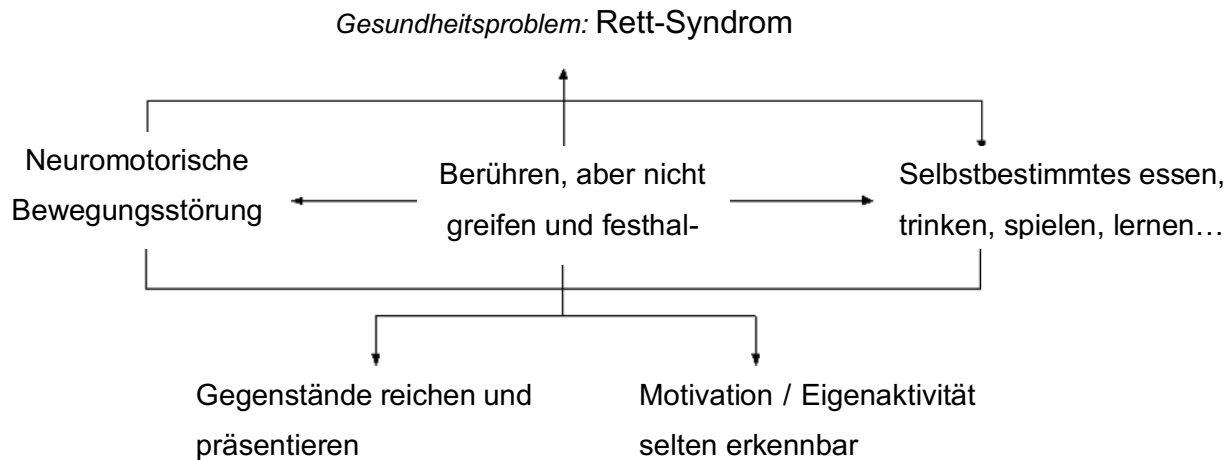 Gesundheitsproblem: Rett-Syndrom
Neuromotorische
Bewegungsstörung
Berühren, aber nicht
greifen und festhal-
Selbstbestimmtes essen,
trinken, spielen, lernen…
Gegenstände reichen und
präsentieren
Motivation / Eigenaktivität
selten erkennbar